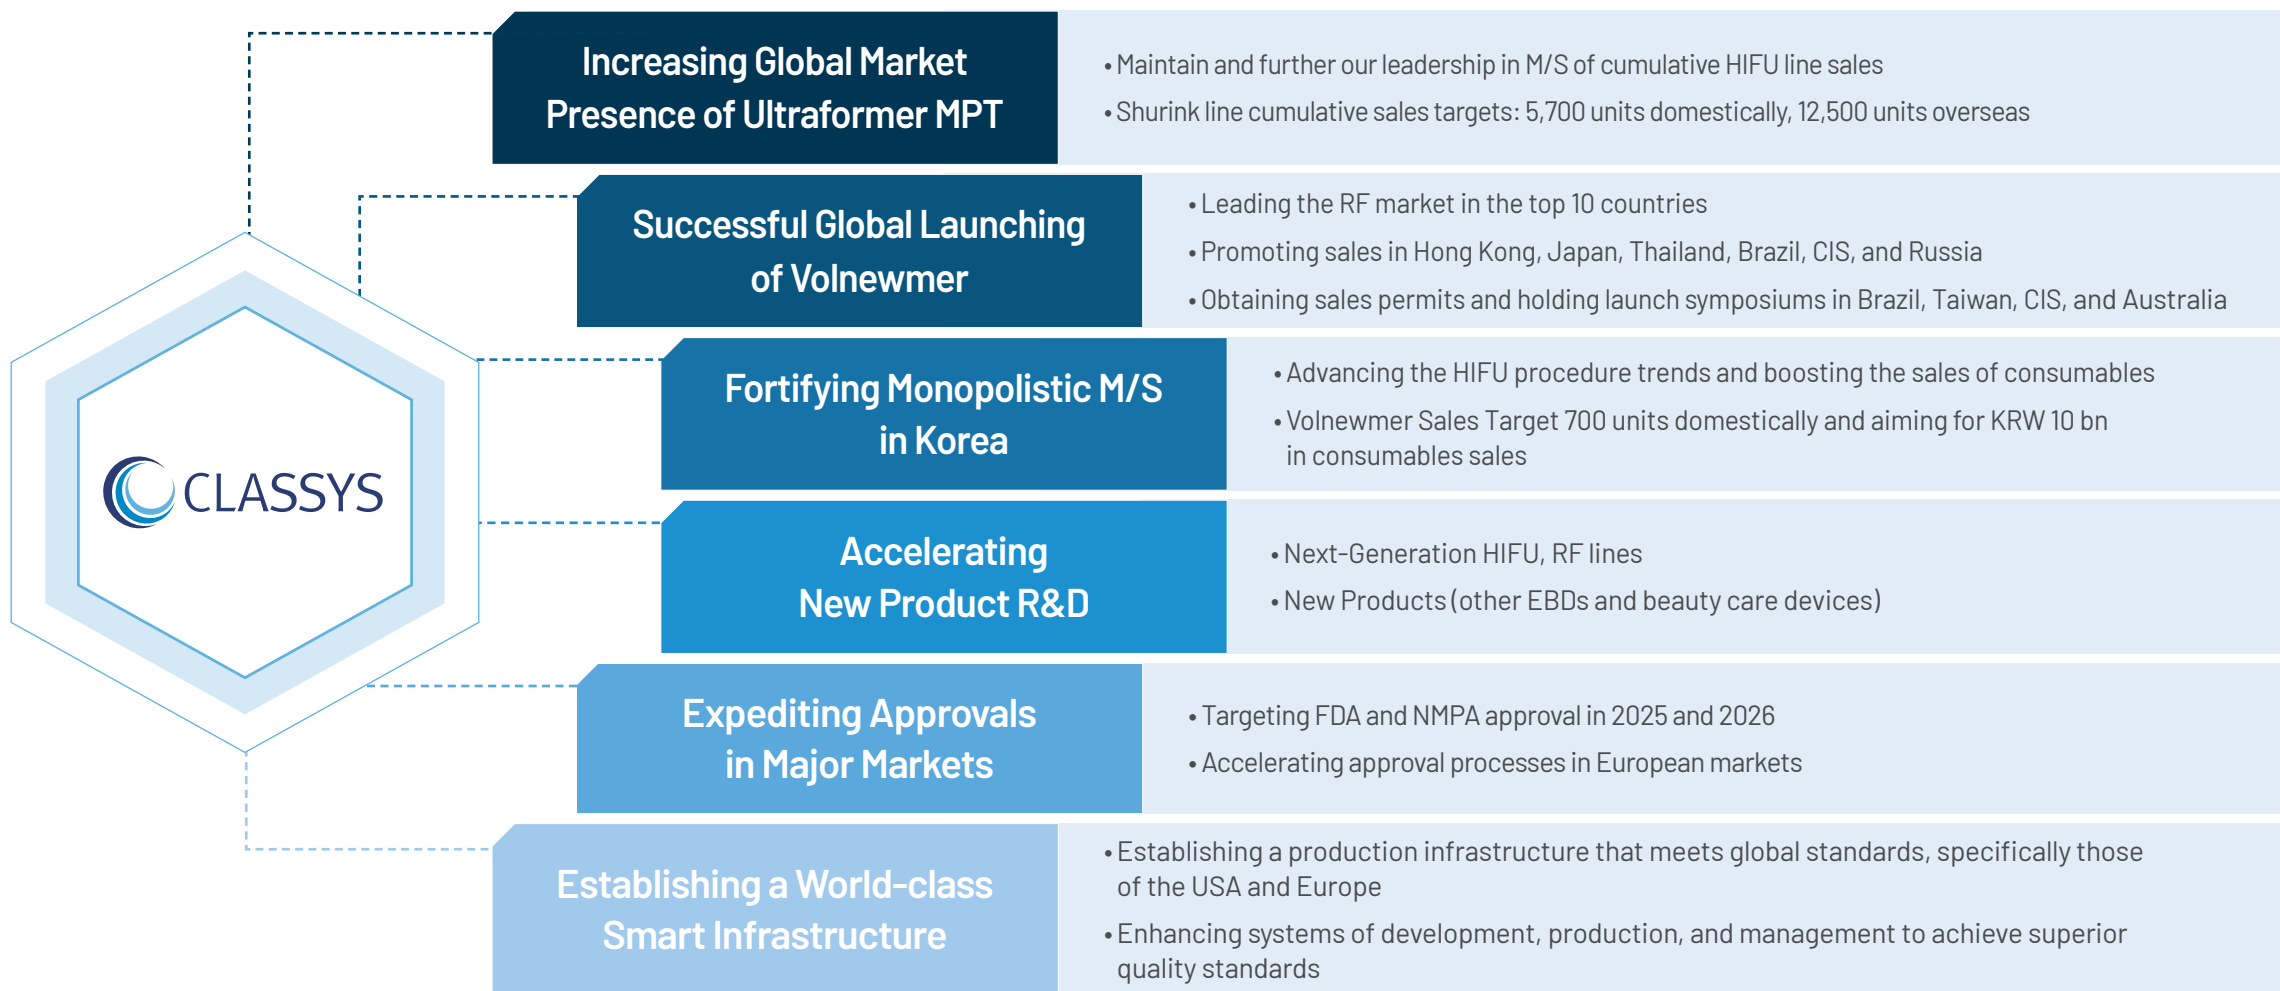 CLASSYS
Increasing Global Market
Presence of Ultraformer MPT
• Maintain and further our leadership in M/S of cumulative HIFU line sales
• Shurink line cumulative sales targets: 5,700 units domestically, 12,500 units overseas
Successful Global Launching
of Volnewmer
• Leading the RF market in the top 10 countries
• Promoting sales in Hong Kong, Japan, Thailand, Brazil, CIS, and Russia
• Obtaining sales permits and holding launch symposiums in Brazil, Taiwan, CIS, and Australia
Fortifying Monopolistic M/S
in Korea
• Advancing the HIFU procedure trends and boosting the sales of consumables
• Volnewmer Sales Target 700 units domestically and aiming for KRW 10 bn
in consumables sales
Accelerating
New Product R&D
• Next-Generation HIFU, RF lines
• New Products (other EBDs and beauty care devices)
Expediting Approvals
in Major Markets
• Targeting FDA and NMPA approval in 2025 and 2026
• Accelerating approval processes in European markets
Establishing a World-class
Smart Infrastructure
• Establishing a production infrastructure that meets global standards, specifically those
of the USA and Europe
• Enhancing systems of development, production, and management to achieve superior
quality standards